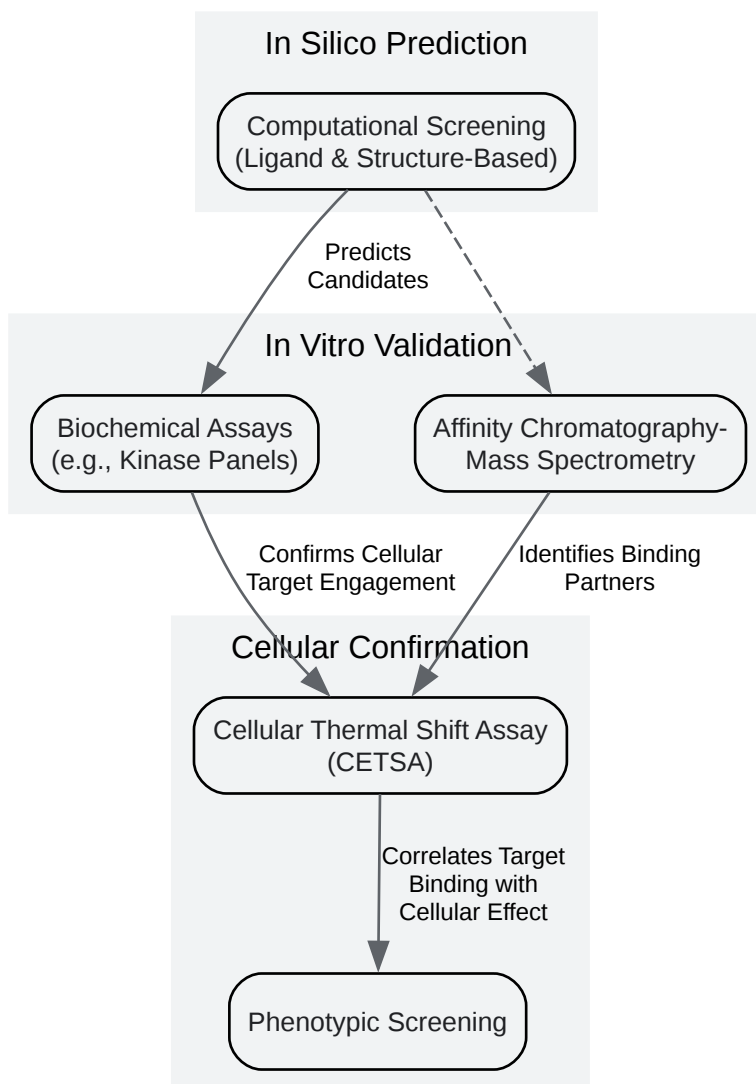 In Silico Prediction
Computational Screening
(Ligand & Structure-Based)
Predicts
Candidates
In Vitro Validation
Biochemical Assays
(e.g., Kinase Panels)
Affinity Chromatography-
Mass Spectrometry
Confirms Cellular
Target Engagement
Identifies Binding
Partners
Cellular Confirmation
Cellular Thermal Shift Assay
(CETSA)
Correlates Target
Binding with
Cellular Effect
Phenotypic Screening